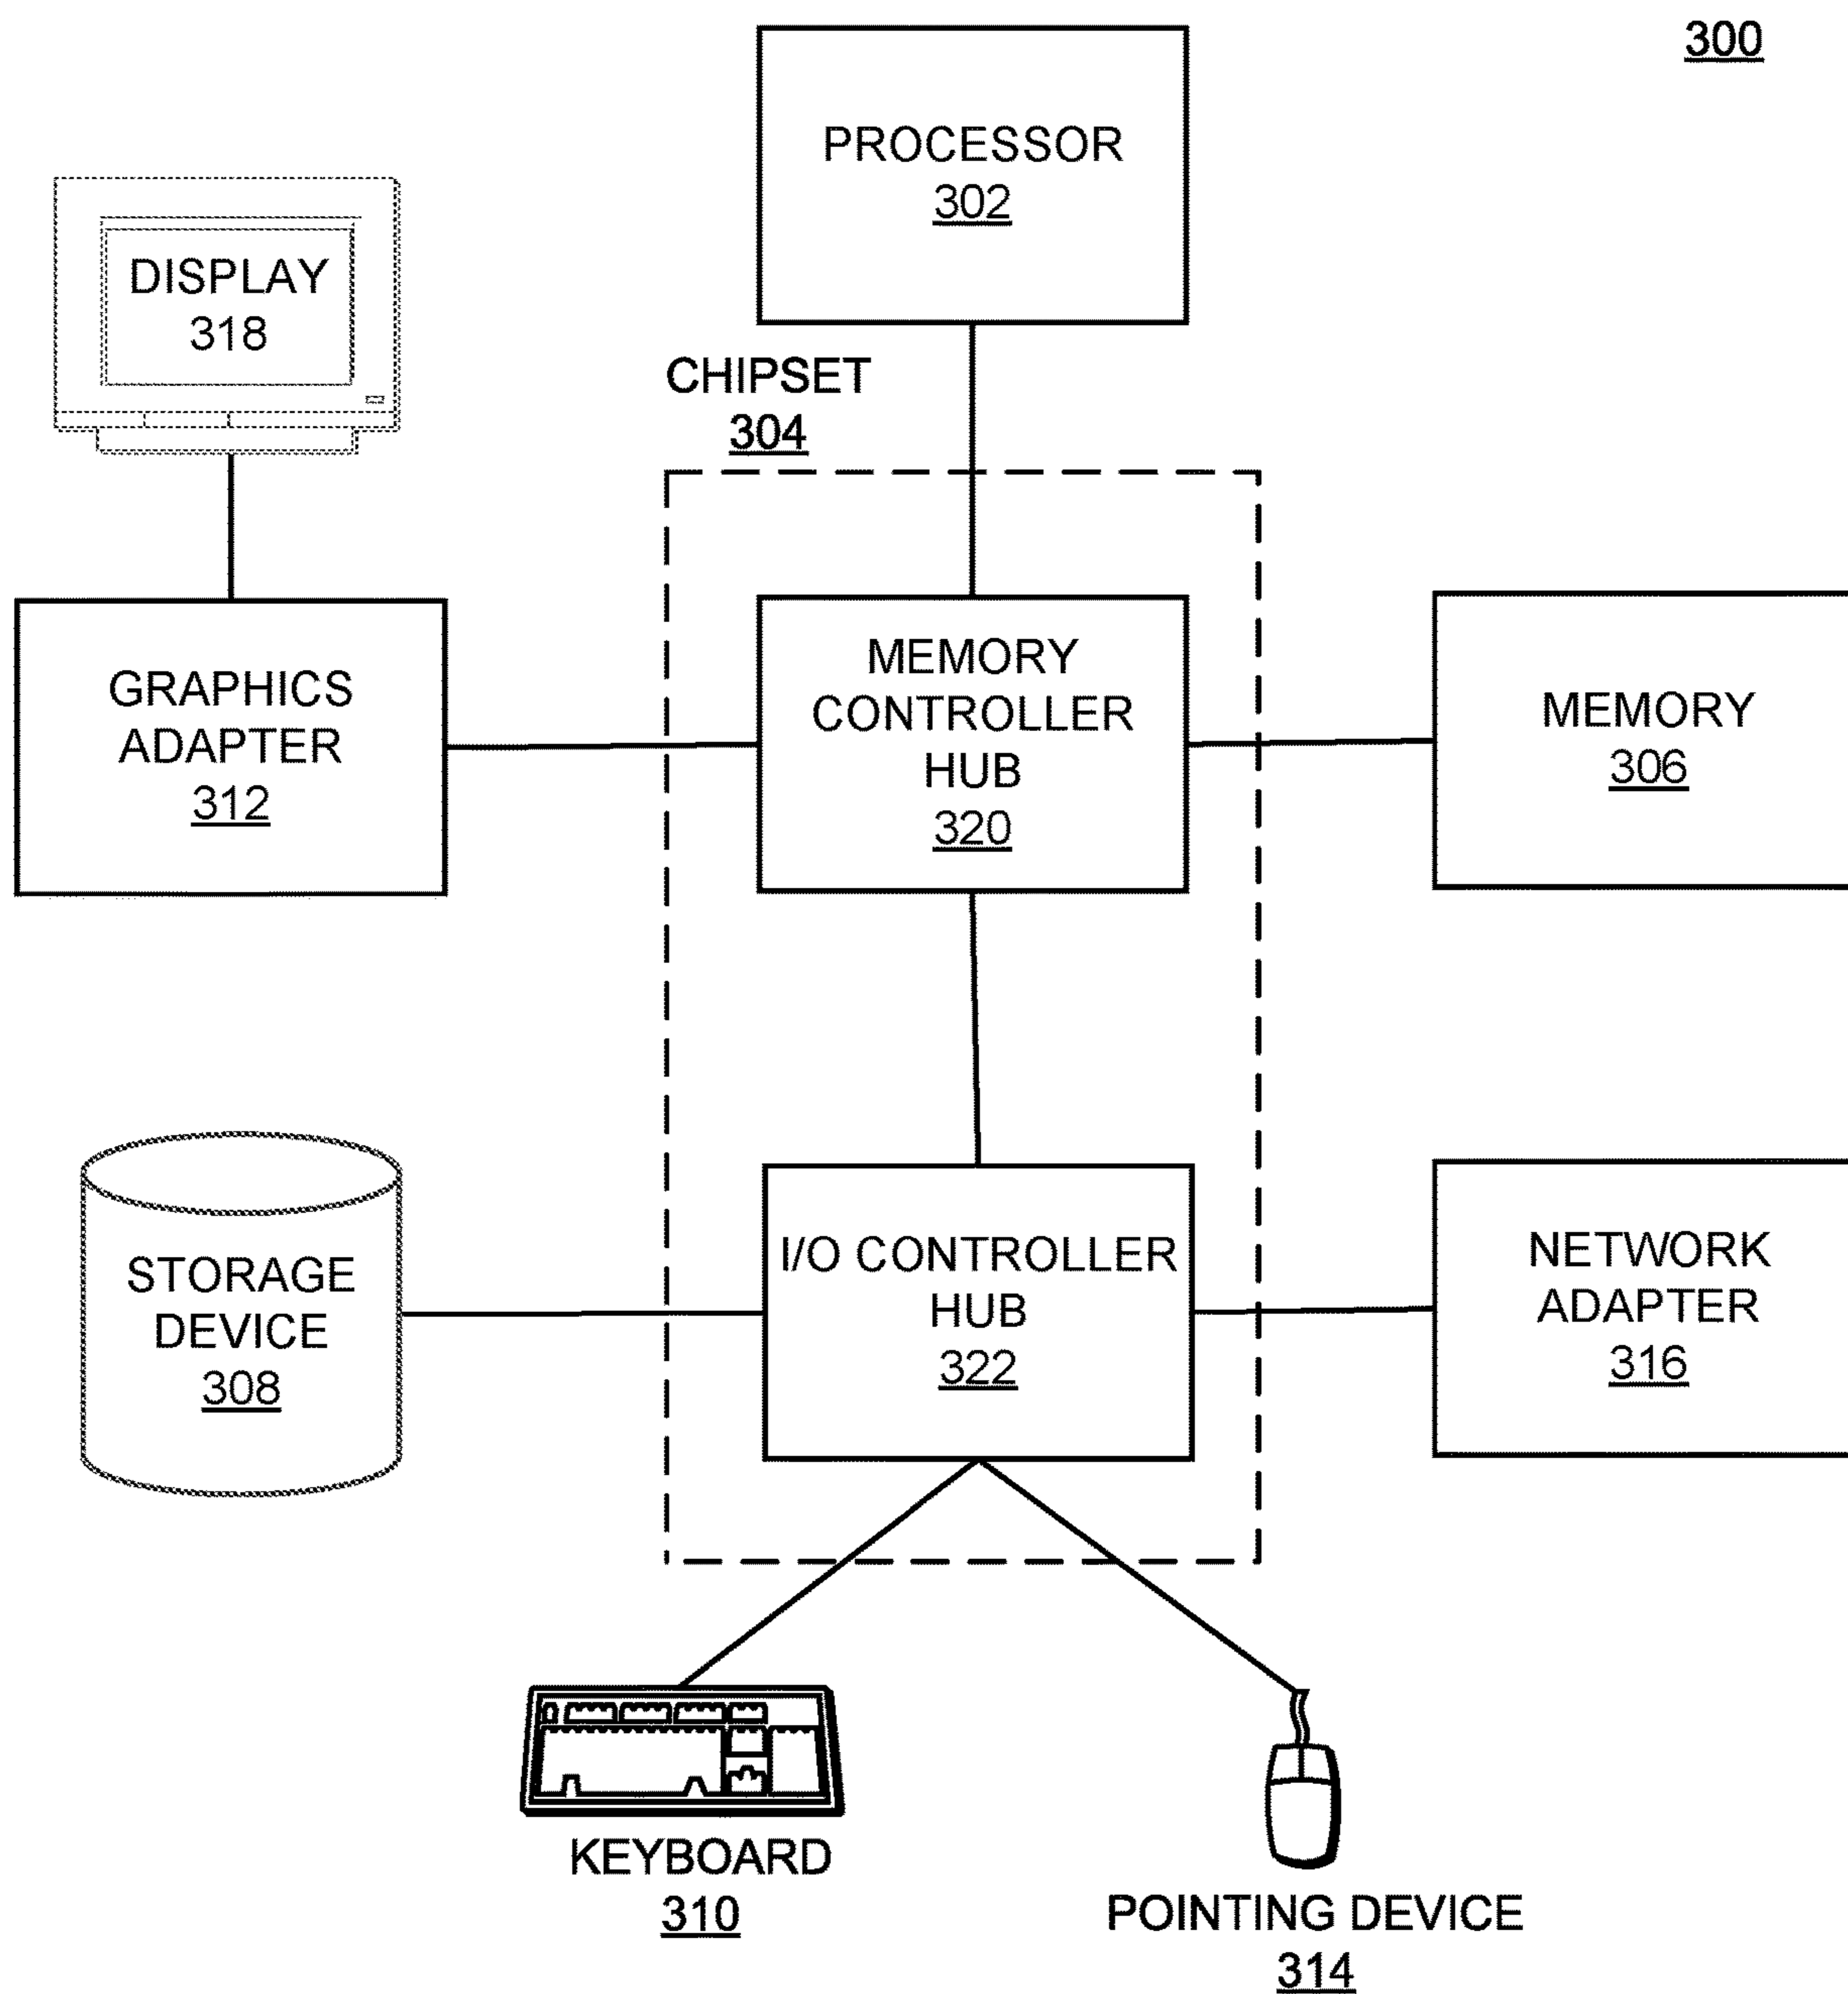 300
PROCESSOR
302
DISPLAY
318
CHIPSET
304
GRAPHICS
ADAPTER
312
MEMORY
CONTROLLER
HUB
320
MEMORY
306
STORAGE
DEVICE
308
I/O CONTROLLER
HUB
322
NETWORK
ADAPTER
316
KEYBOARD
310
POINTING DEVICE
314